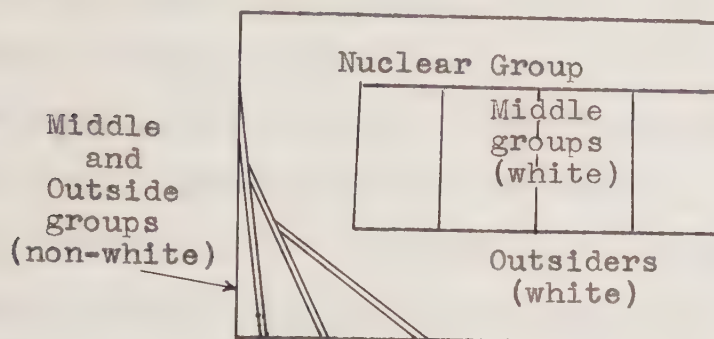 Nuclear Group
Middle
groups
(white)
Middle
and
Outside
groups
(non-white)
Outsiders
(white)